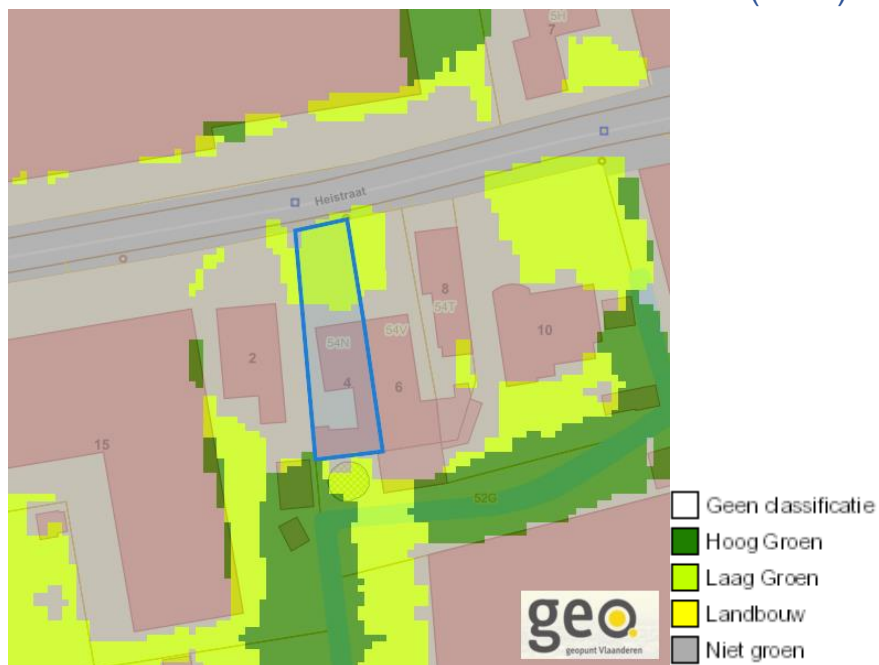 5H
7
Heistraat
8
54T
54N
54V
2
10
4
6
15
52G
geo.
geopunt Vlaanderen
Geen classificatie
Hoog Groen
Laag Groen
Landbouw
Niet groen